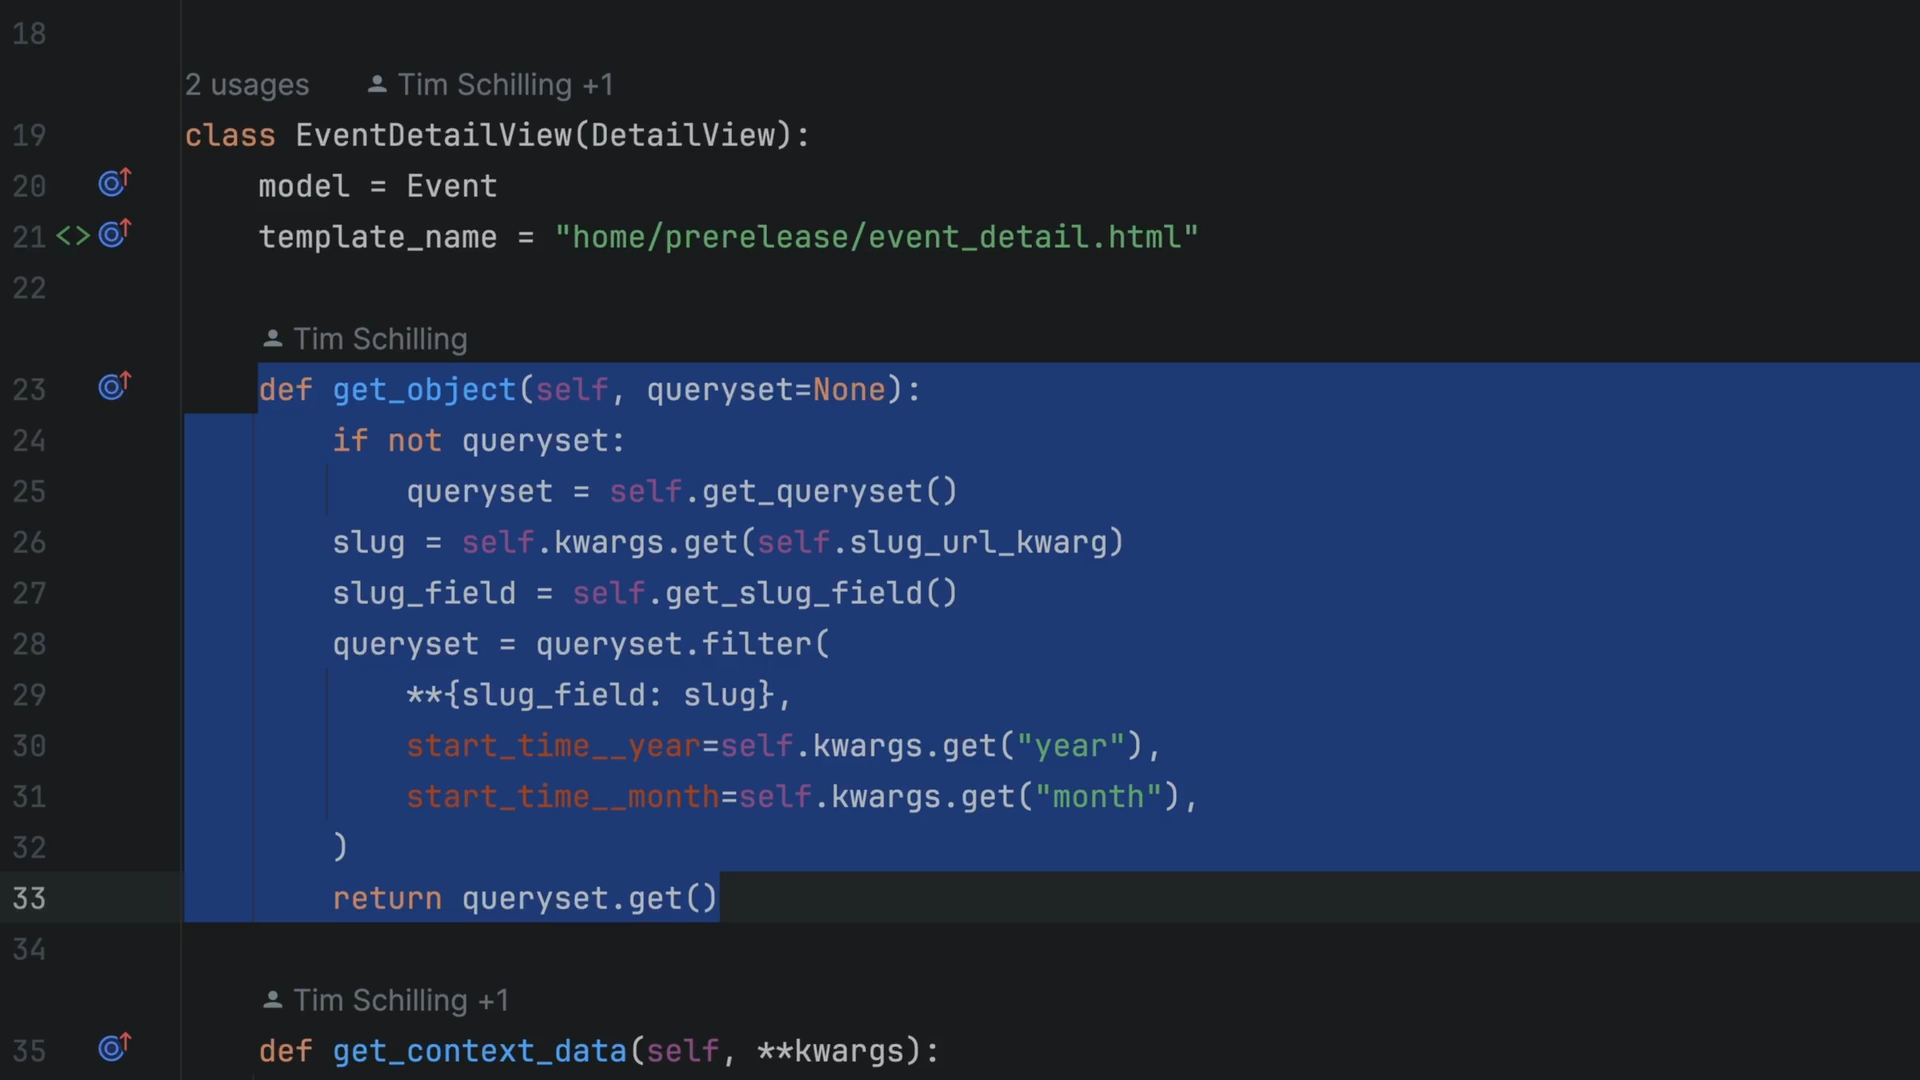 18
2 usages Tim Schilling +1
19 class EventDetailView(DetailView):
20 model = Event
21 <> template_name = "home/prerelease/event_detail.html"
22
Tim Schilling
23 def get_object(self, queryset=None):
24 if not queryset:
25 queryset = self.get_queryset()
26 slug = self.kwargs.get(self.slug_url_kwarg)
27 slug_field = self.get_slug_field()
28 queryset = queryset.filter(
29 **{slug_field: slug},
30 start_time__year=self.kwargs.get("year"),
31 start_time__month=self.kwargs.get("month"),
32 )
33 return queryset.get()
34
Tim Schilling +1
35 def get_context_data(self, **kwargs):